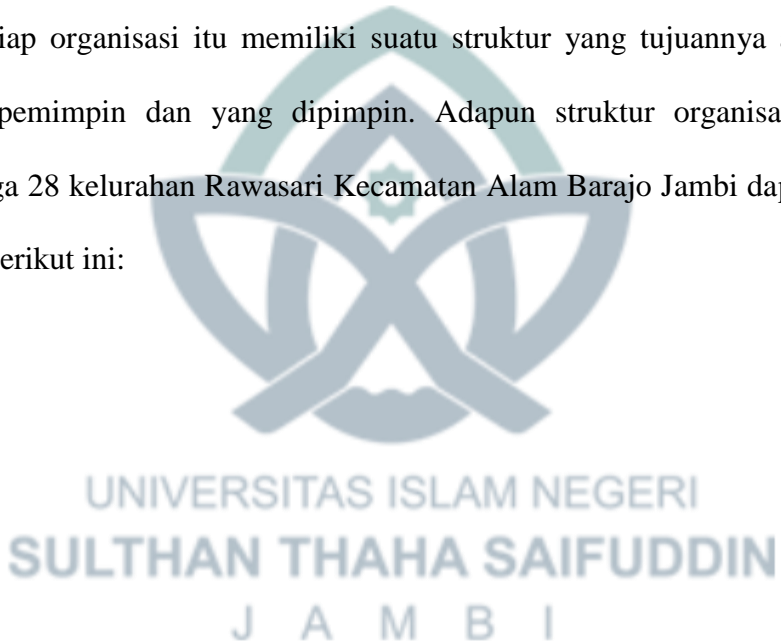 iap organisasi itu memiliki suatu struktur yang tujuannya
pemimpin dan yang dipimpin. Adapun struktur organisa
ga 28 kelurahan Rawasari Kecamatan Alam Barajo Jambi da
erikut ini:
UNIVERSITAS ISLAM NEGERI
SULTHAN THAHA SAIFUDDIN
J A M B I